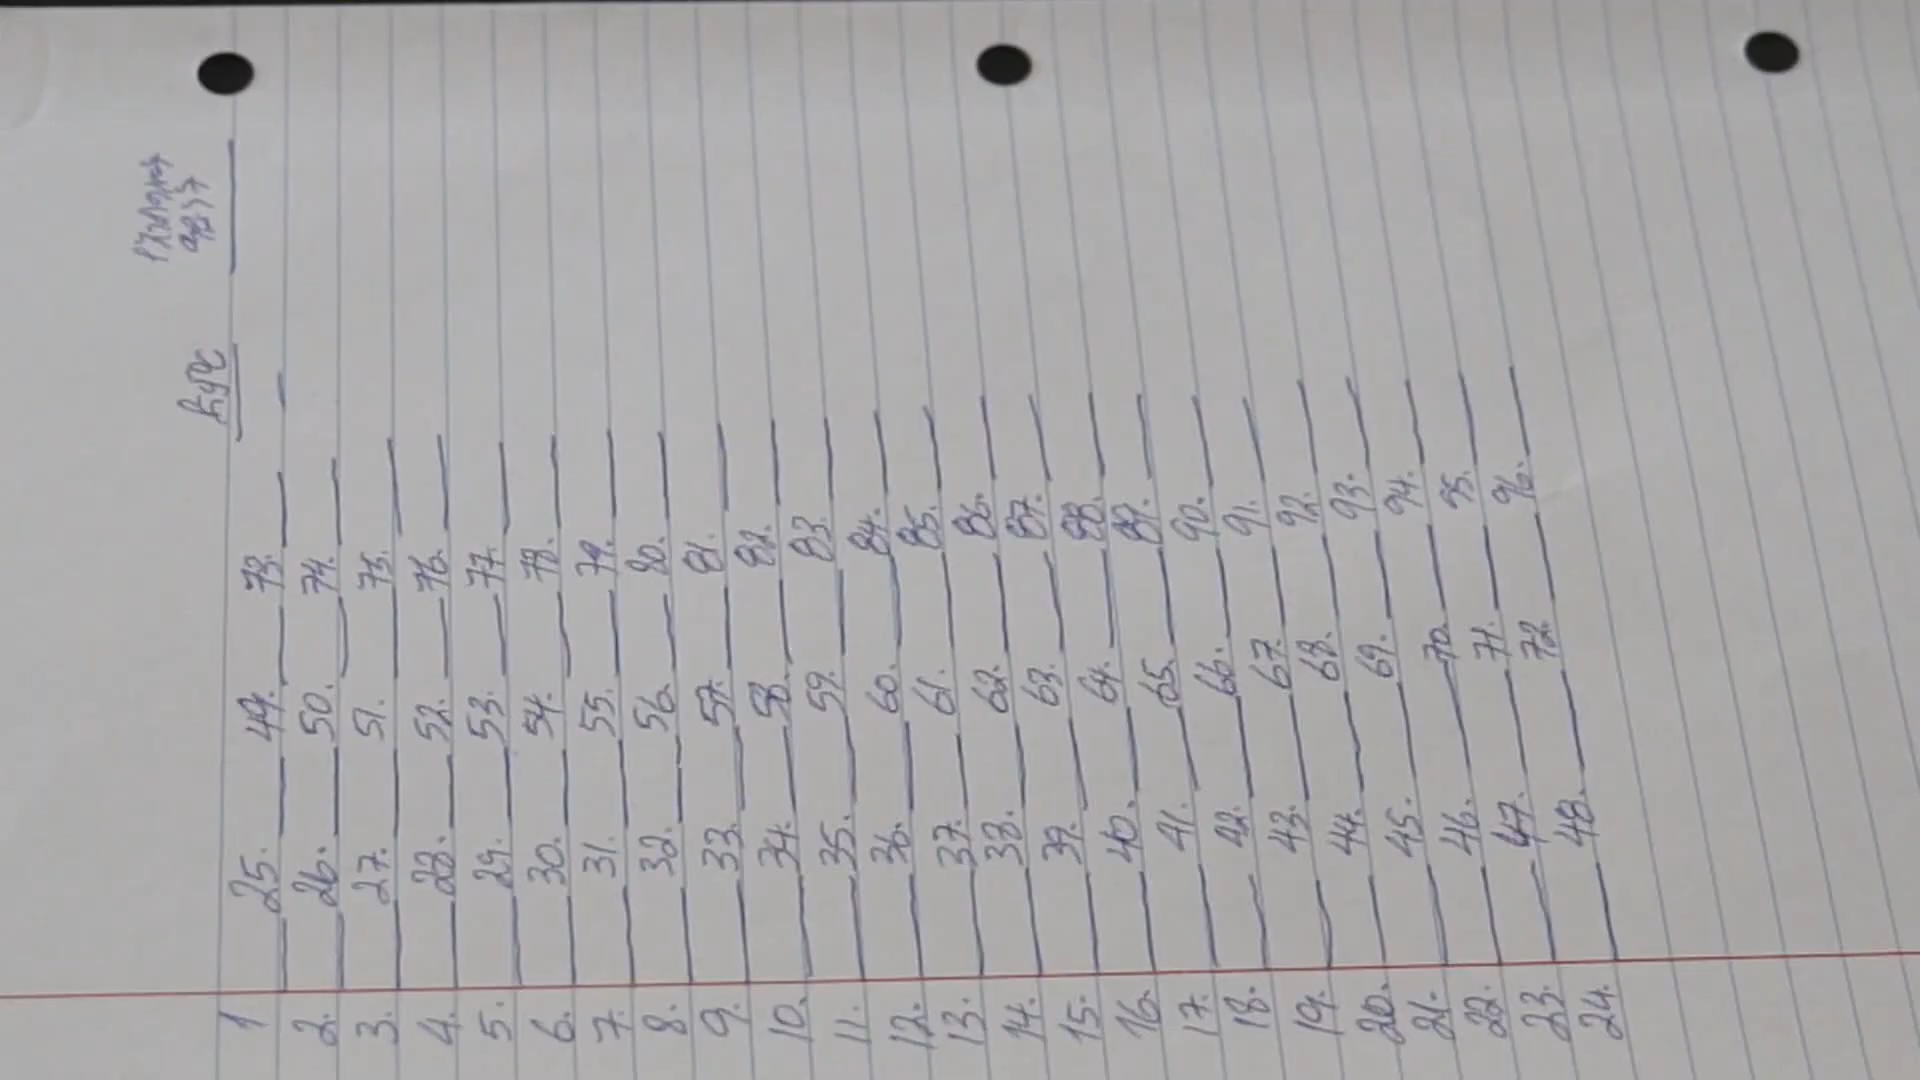 1 25. 49. 73.
2. 26. 50. 74.
3. 27. 51. 75.
4. 28. 52. 76.
5. 29. 53. 77.
6. 30. 54. 78.
7. 31. 55. 79.
8. 32. 56. 80.
9. 33. 57. 81.
10. 34. 58. 82.
11. 35. 59. 83.
12. 36. 60. 84.
13. 37. 61. 85.
14. 38. 62. 86.
15. 39. 63. 87.
16. 40. 64. 88.
17. 41. 65. 89.
18. 42. 66. 90.
19. 43. 67. 91.
20. 44. 68. 92.
21. 45. 69. 93.
22. 46. 70. 94.
23. 47. 71. 95.
24. 48. 72. 96.